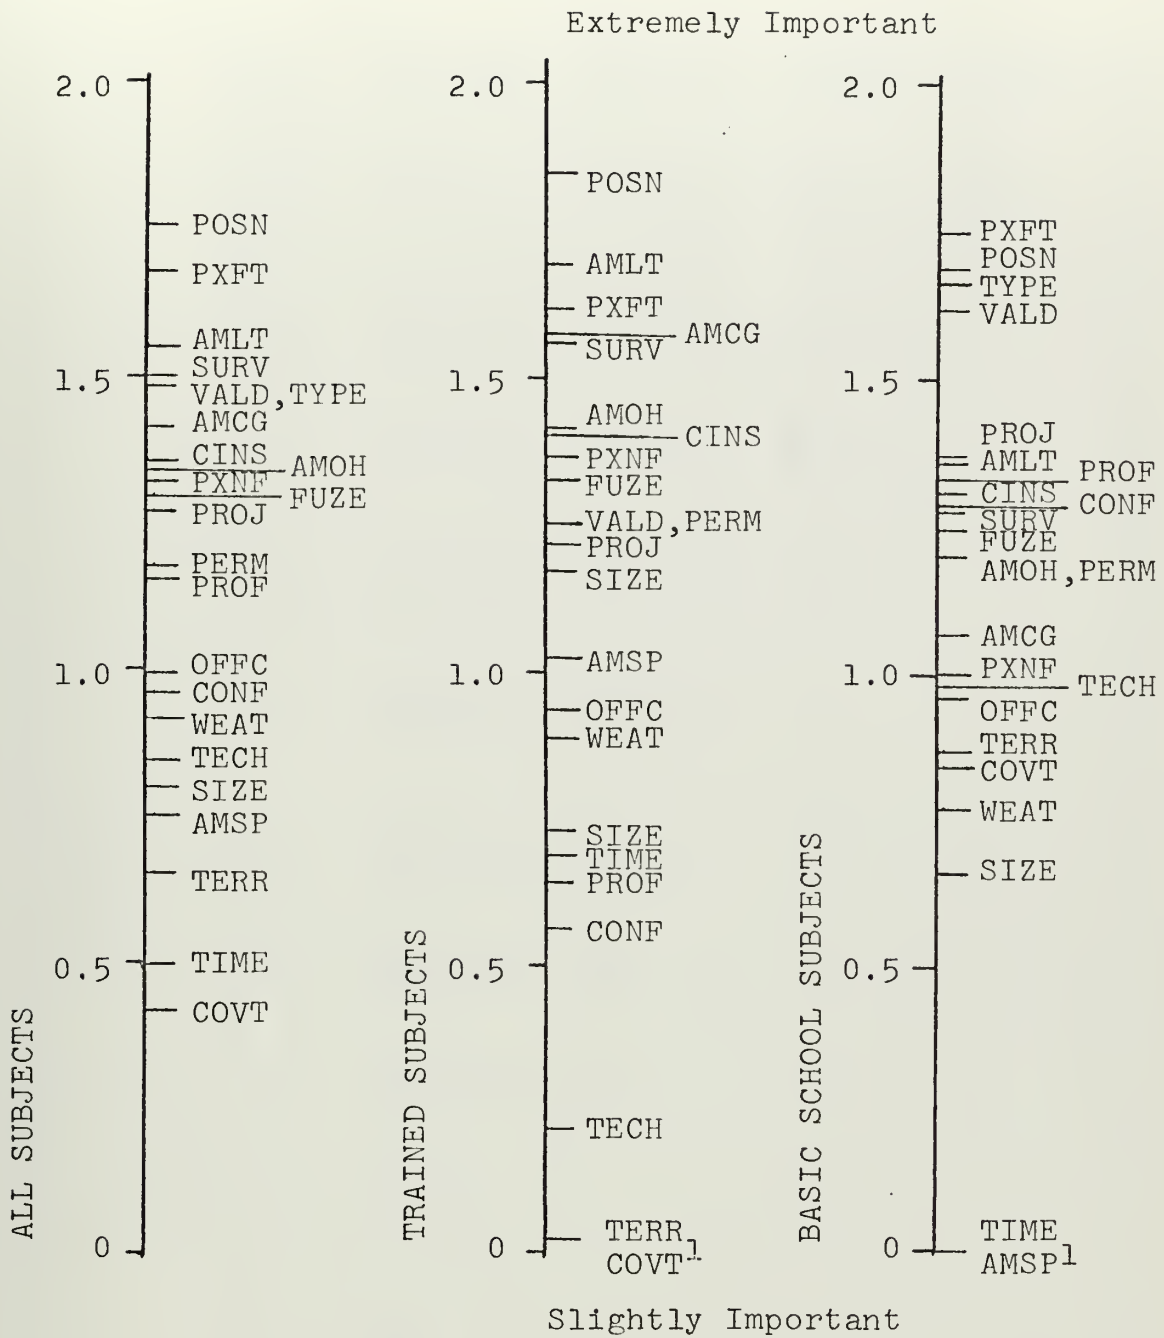 Extremely Important
ALL SUBJECTS
2.0
POSN
PXFT
AMLT
SURV
1.5
VALD,TYPE
AMCG
CINS
AMOH
PXNF
FUZE
PROJ
PERM
PROF
OFFC
1.0
CONF
WEAT
TECH
SIZE
AMSP
TERR
TIME
0.5
COVT
0
TRAINED SUBJECTS
2.0
POSN
AMLT
PXFT
AMCG
SURV
1.5
AMOH
CINS
PXNF
FUZE
VALD,PERM
PROJ
SIZE
AMSP
1.0
OFFC
WEAT
SIZE
TIME
PROF
CONF
0.5
TECH
TERR
0
COVT1
BASIC SCHOOL SUBJECTS
2.0
PXFT
POSN
TYPE
VALD
1.5
PROJ
AMLT
PROF
CINS
CONF
SURV
FUZE
AMOH,PERM
AMCG
PXNF
1.0
TECH
OFFC
TERR
COVT
WEAT
SIZE
0.5
TIME
0
AMSP1
Slightly Important